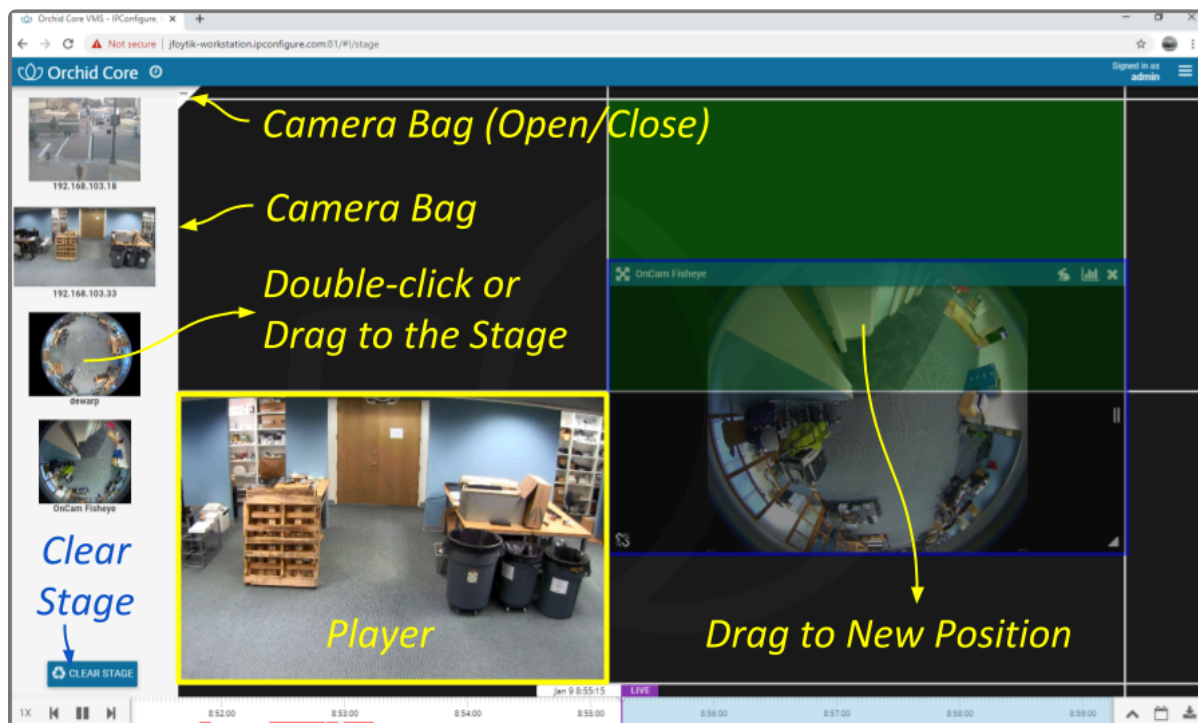 Orchid Core VMS - IPConfigure,
Not secure | jfoytik-workstation.ipconfigure.com:81/#!/stage
Orchid Core
Signed in as
admin
Camera Bag (Open/Close)
192.168.103.18
Camera Bag
192.168.103.33
Double-click or
Drag to the Stage
OnCam Fisheye
dewarp
OnCam Fisheye
Clear
Stage
CLEAR STAGE
Player
Drag to New Position
Jan 9 8:55:15
LIVE
1X
8:52:00
8:53:00
8:54:00
8:55:00
8:56:00
8:57:00
8:58:00
8:59:00